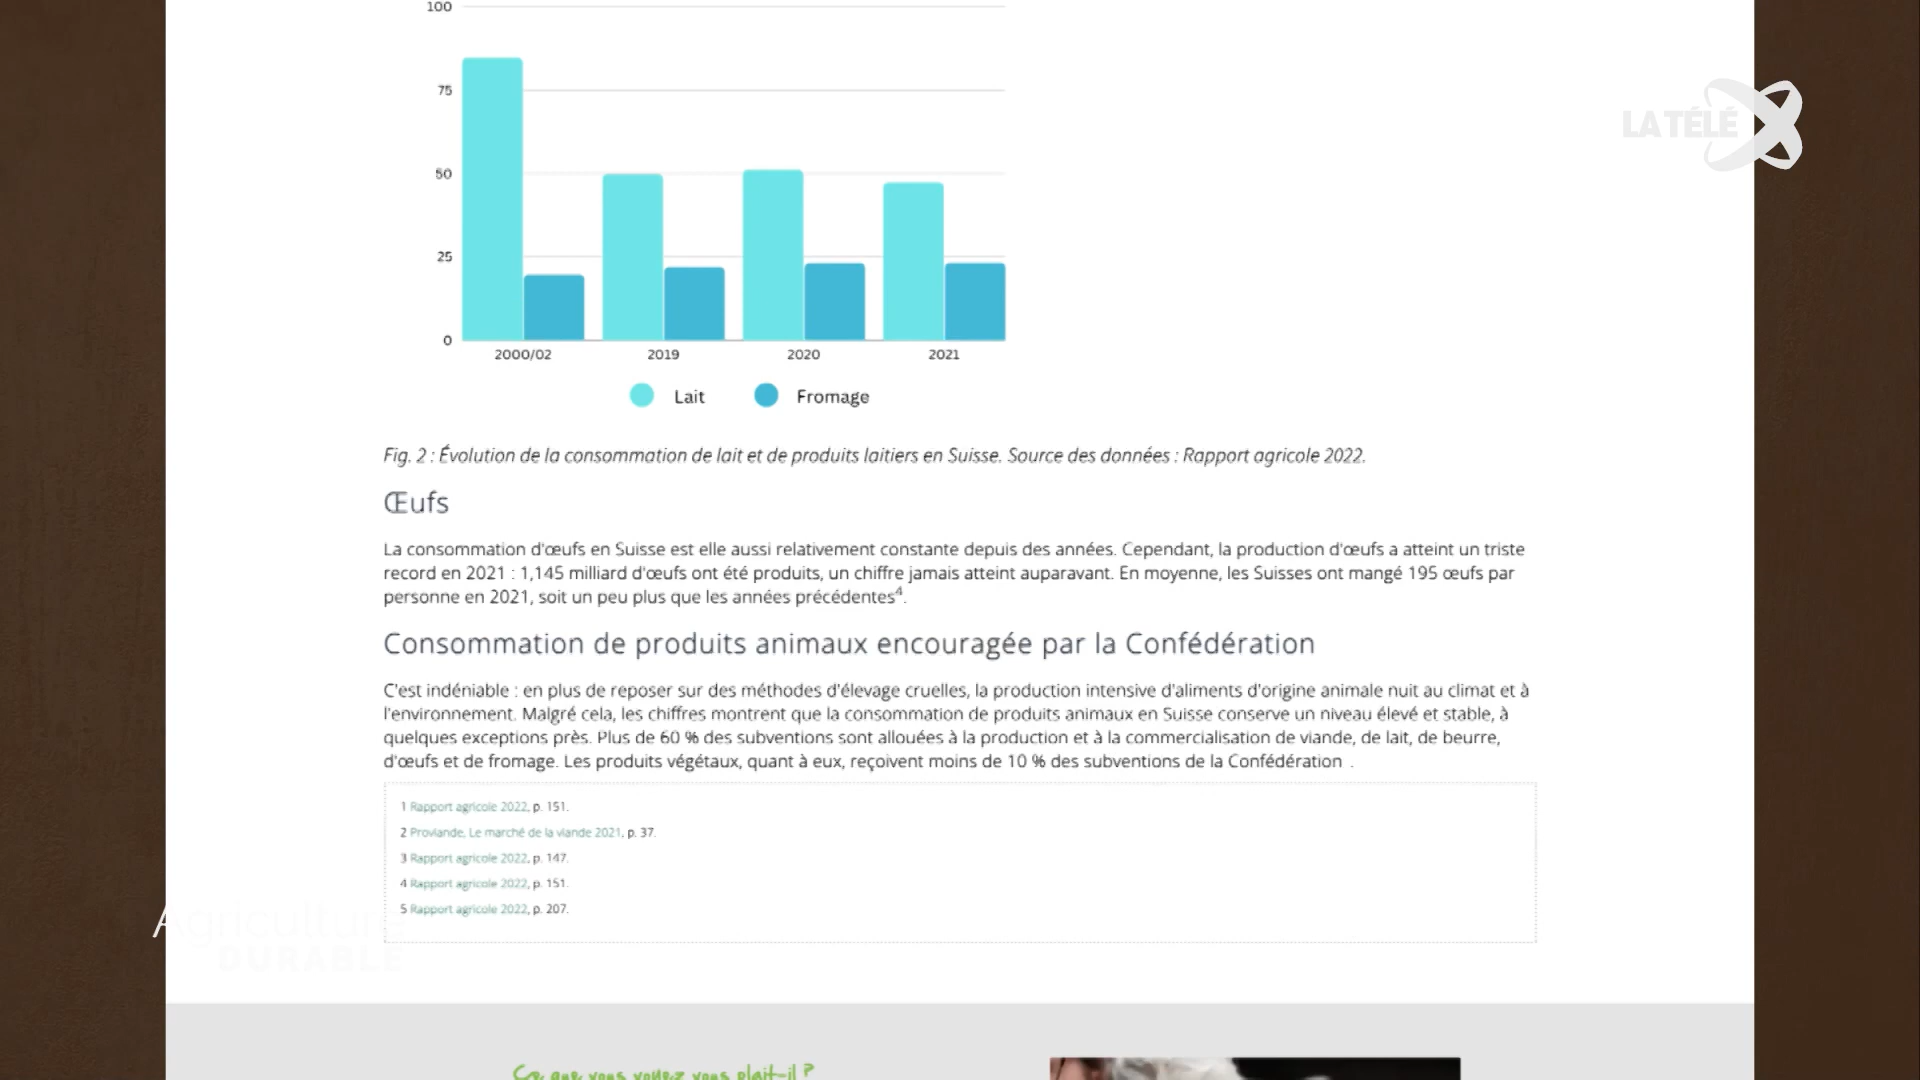 100
75
50
25
0
2000/02 2019 2020 2021
Lait Fromage
LA TÉLÉ
Fig. 2 : Évolution de la consommation de lait et de produits laitiers en Suisse. Source des données : Rapport agricole 2022.
Œufs
La consommation d'œufs en Suisse est elle aussi relativement constante depuis des années. Cependant, la production d'œufs a atteint un triste
record en 2021 : 1,145 milliard d'œufs ont été produits, un chiffre jamais atteint auparavant. En moyenne, les Suisses ont mangé 195 œufs par
personne en 2021, soit un peu plus que les années précédentes⁴.
Consommation de produits animaux encouragée par la Confédération
C'est indéniable : en plus de reposer sur des méthodes d'élevage cruelles, la production intensive d'aliments d'origine animale nuit au climat et à
l'environnement. Malgré cela, les chiffres montrent que la consommation de produits animaux en Suisse conserve un niveau élevé et stable, à
quelques exceptions près. Plus de 60 % des subventions sont allouées à la production et à la commercialisation de viande, de lait, de beurre,
d'œufs et de fromage. Les produits végétaux, quant à eux, reçoivent moins de 10 % des subventions de la Confédération .
1 Rapport agricole 2022, p. 151.
2 Proviande, Le marché de la viande 2021, p. 37.
3 Rapport agricole 2022, p. 147.
4 Rapport agricole 2022, p. 151.
5 Rapport agricole 2022, p. 207.
Agriculture
DURABLE
Ce que vous voyez vous plaît-il ?